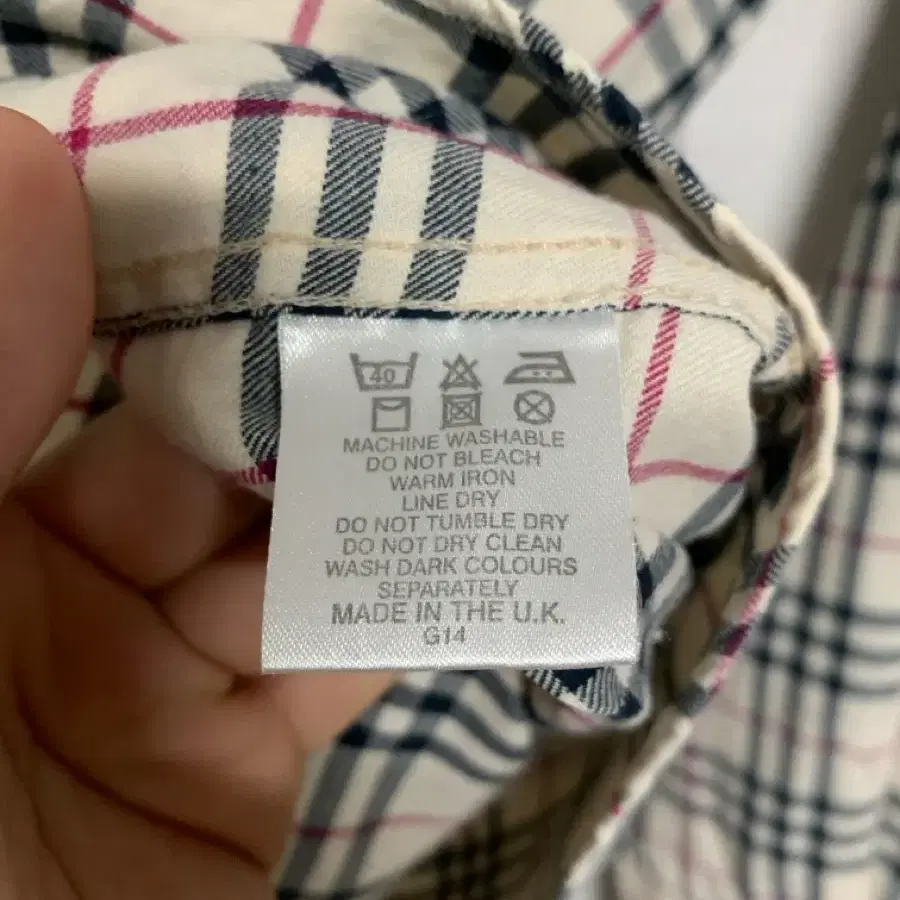 40
MACHINE WASHABLE
DO NOT BLEACH
WARM IRON
LINE DRY
DO NOT TUMBLE DRY
DO NOT DRY CLEAN
WASH DARK COLOURS
SEPARATELY
MADE IN THE U.K.
G14